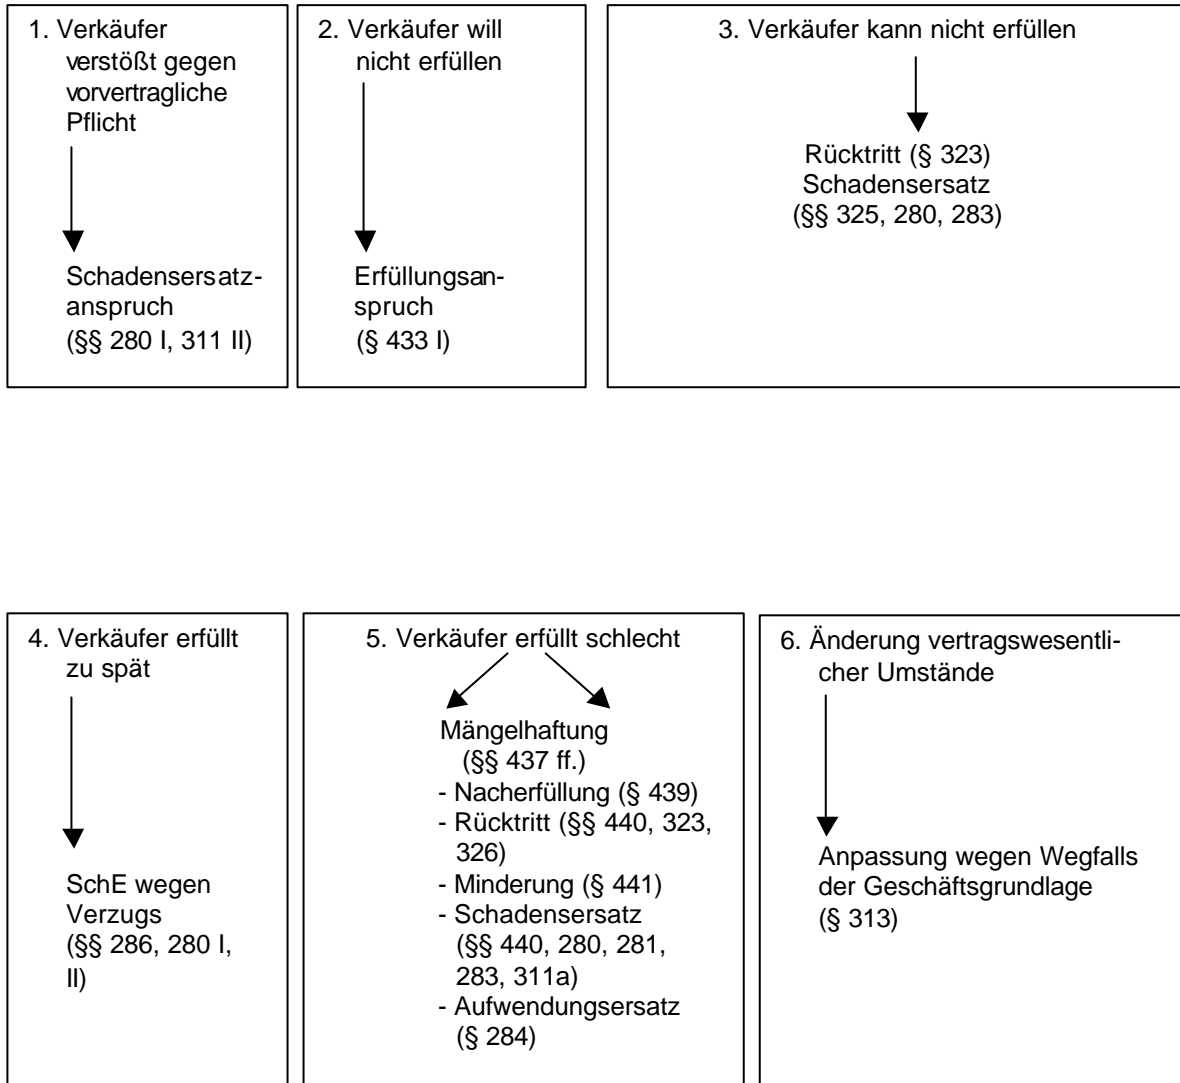 1. Verkäufer
verstößt gegen
vorvertragliche
Pflicht
Schadensersatz-
anspruch
(§§ 280 I, 311 II)
2. Verkäufer will
nicht erfüllen
Erfüllungsan-
spruch
(§ 433 I)
3. Verkäufer kann nicht erfüllen
Rücktritt (§ 323)
Schadensersatz
(§§ 325, 280, 283)
4. Verkäufer erfüllt
zu spät
SchE wegen
Verzugs
(§§ 286, 280 I,
II)
5. Verkäufer erfüllt schlecht
Mängelhaftung
(§§ 437 ff.)
- Nacherfüllung (§ 439)
- Rücktritt (§§ 440, 323,
326)
- Minderung (§ 441)
- Schadensersatz
(§§ 440, 280, 281,
283, 311a)
- Aufwendungsersatz
(§ 284)
6. Änderung vertragswesentli-
cher Umstände
Anpassung wegen Wegfalls
der Geschäftsgrundlage
(§ 313)